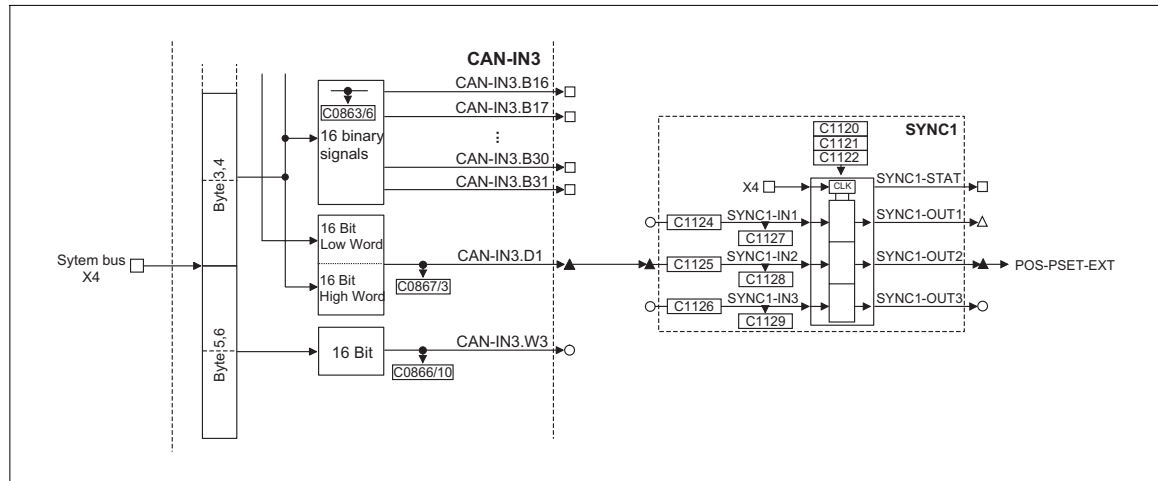 CAN-IN3
CAN-IN3.B16
CAN-IN3.B17
C0863/6
16 binary
signals
⋮
CAN-IN3.B30
CAN-IN3.B31
Byte 3,4
16 Bit
Low Word
16 Bit
High Word
CAN-IN3.D1
C0867/3
Sytem bus
X4
Byte 5,6
16 Bit
CAN-IN3.W3
C0866/10
C1120
C1121
C1122
SYNC1
X4
CLK
SYNC1-STAT
C1124
SYNC1-IN1
C1127
SYNC1-OUT1
C1125
SYNC1-IN2
C1128
SYNC1-OUT2
POS-PSET-EXT
C1126
SYNC1-IN3
C1129
SYNC1-OUT3